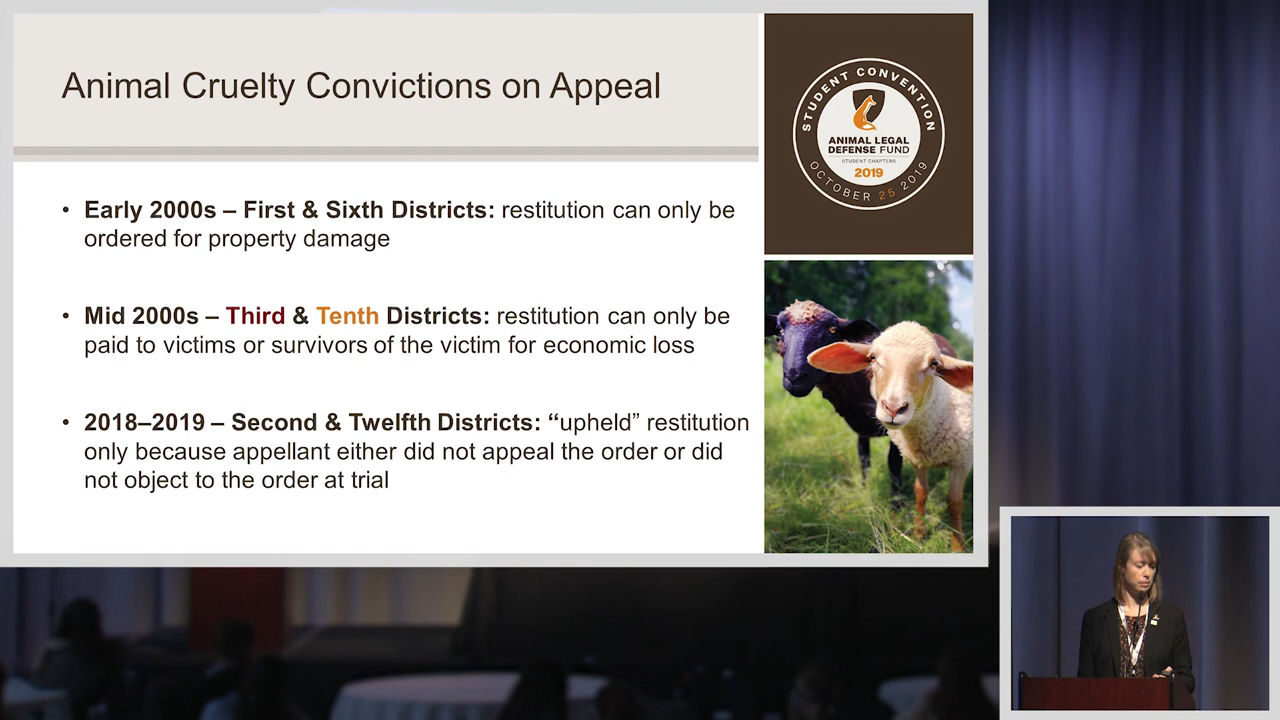 Animal Cruelty Convictions on Appeal
• Early 2000s – First & Sixth Districts: restitution can only be
ordered for property damage
• Mid 2000s – Third & Tenth Districts: restitution can only be
paid to victims or survivors of the victim for economic loss
• 2018–2019 – Second & Twelfth Districts: “upheld” restitution
only because appellant either did not appeal the order or did
not object to the order at trial
STUDENT CONVENTION
ANIMAL LEGAL
DEFENSE FUND
STUDENT CHAPTERS
2019
OCTOBER 25 2019